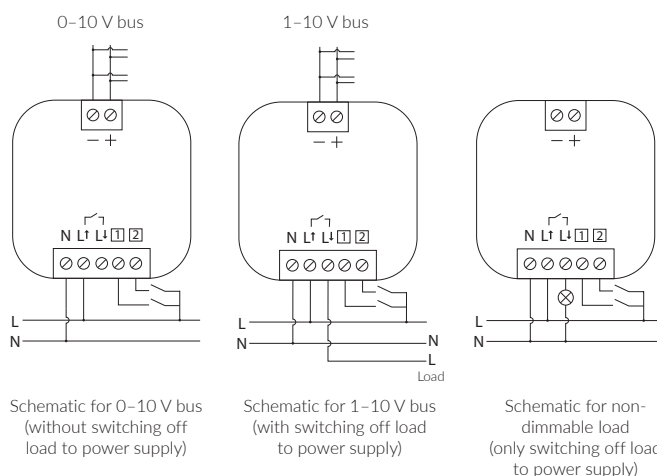 0–10 V bus
1–10 V bus
− +
− +
− +
N L↑ L↓ 1 2
N L↑ L↓ 1 2
N L↑ L↓ 1 2
L
N
L
N
N
L
Load
L
N
Schematic for 0–10 V bus
(without switching off
load to power supply)
Schematic for 1–10 V bus
(with switching off load
to power supply)
Schematic for non-
dimmable load
(only switching off load
to power supply)